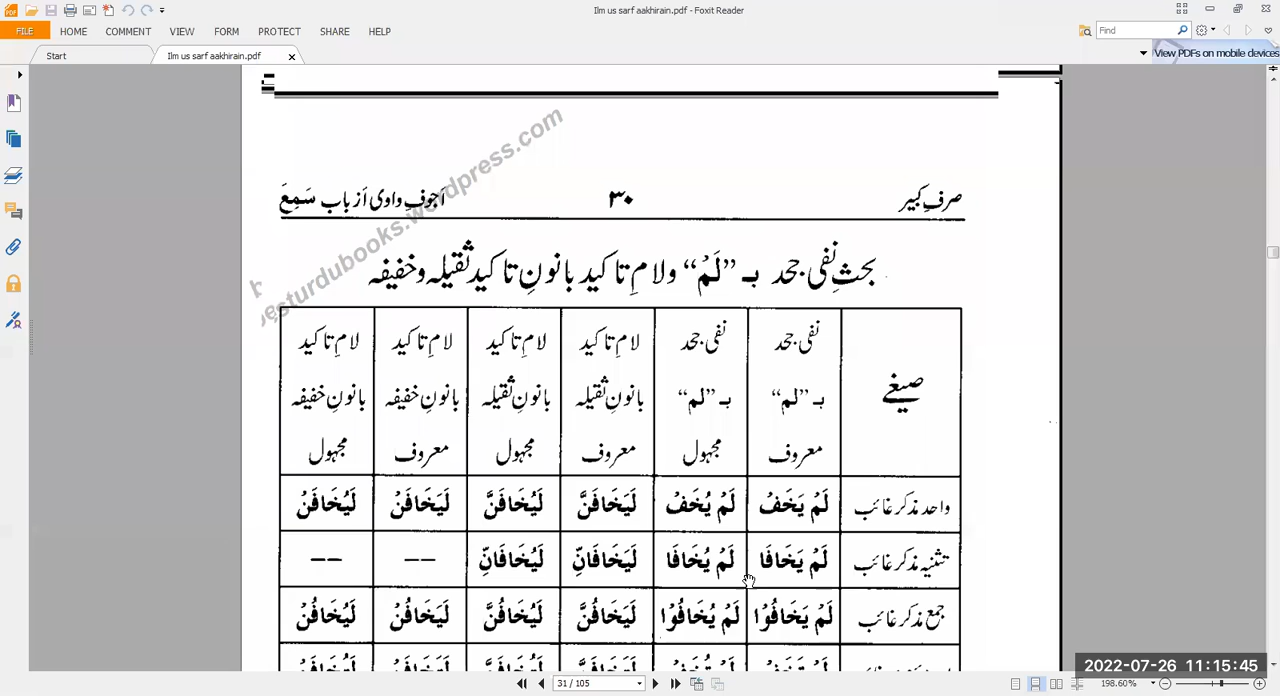 Ilm us sarf aakhirain.pdf - Foxit Reader
FILE HOME COMMENT VIEW FORM PROTECT SHARE HELP
Find
Start Ilm us sarf aakhirain.pdf
View PDFs on mobile devices
besturdubooks.wordpress.com
صرفِ کبیر ۳۰ اَجوفِ واوی اَز باب سَمِعَ
بحثِ نفی جحد بـ ”لَمْ“ ولامِ تاکید بانونِ تاکید ثقیلہ وخفیفہ
صیغے نفی جحد بـ ”لم“ معروف نفی جحد بـ ”لم“ مجہول لامِ تاکید بانونِ ثقیلہ معروف لامِ تاکید بانونِ ثقیلہ مجہول لامِ تاکید بانونِ خفیفہ معروف لامِ تاکید بانونِ خفیفہ مجہول
واحد مذکر غائب لَمْ يَخَفْ لَمْ يُخَفْ لَيَخَافَنَّ لَيُخَافَنَّ لَيَخَافَنْ لَيُخَافَنْ
تثنیہ مذکر غائب لَمْ يَخَافَا لَمْ يُخَافَا لَيَخَافَانِّ لَيُخَافَانِّ -- --
جمع مذکر غائب لَمْ يَخَافُوْا لَمْ يُخَافُوْا لَيَخَافُنَّ لَيُخَافُنَّ لَيَخَافُنْ لَيُخَافُنْ
2022-07-26 11:15:45
31 / 105
198.60%